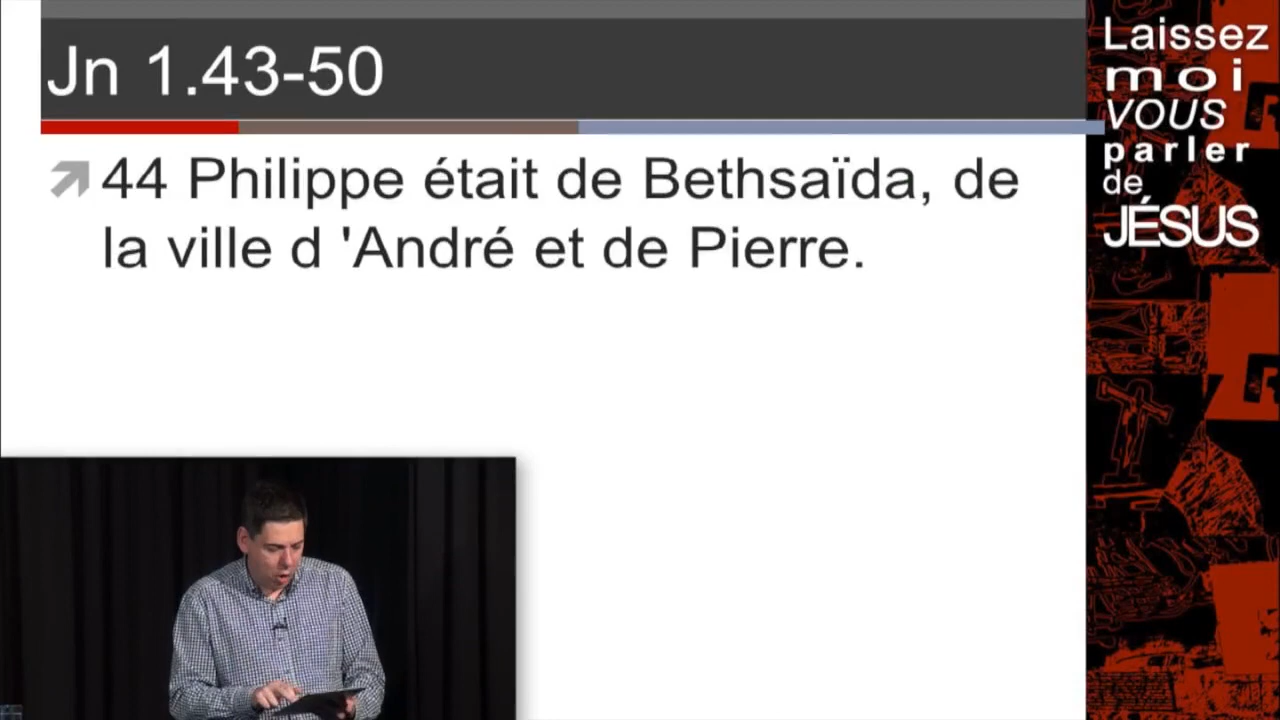 Jn 1.43-50
44 Philippe était de Bethsaïda, de
la ville d 'André et de Pierre.
Laissez
moi
VOUS
parler
de
JÉSUS